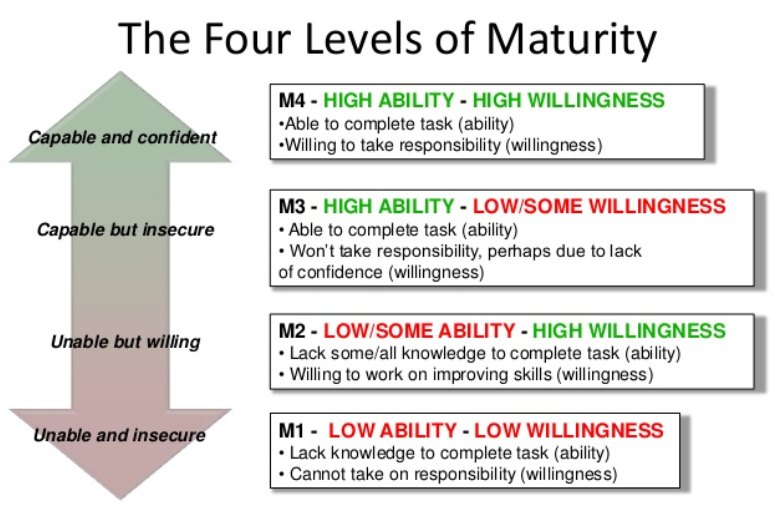 The Four Levels of Maturity
Capable and confident
M4 - HIGH ABILITY - HIGH WILLINGNESS
•Able to complete task (ability)
•Willing to take responsibility (willingness)
Capable but insecure
M3 - HIGH ABILITY - LOW/SOME WILLINGNESS
• Able to complete task (ability)
• Won't take responsibility, perhaps due to lack
of confidence (willingness)
Unable but willing
M2 - LOW/SOME ABILITY - HIGH WILLINGNESS
• Lack some/all knowledge to complete task (ability)
• Willing to work on improving skills (willingness)
Unable and insecure
M1 - LOW ABILITY - LOW WILLINGNESS
• Lack knowledge to complete task (ability)
• Cannot take on responsibility (willingness)